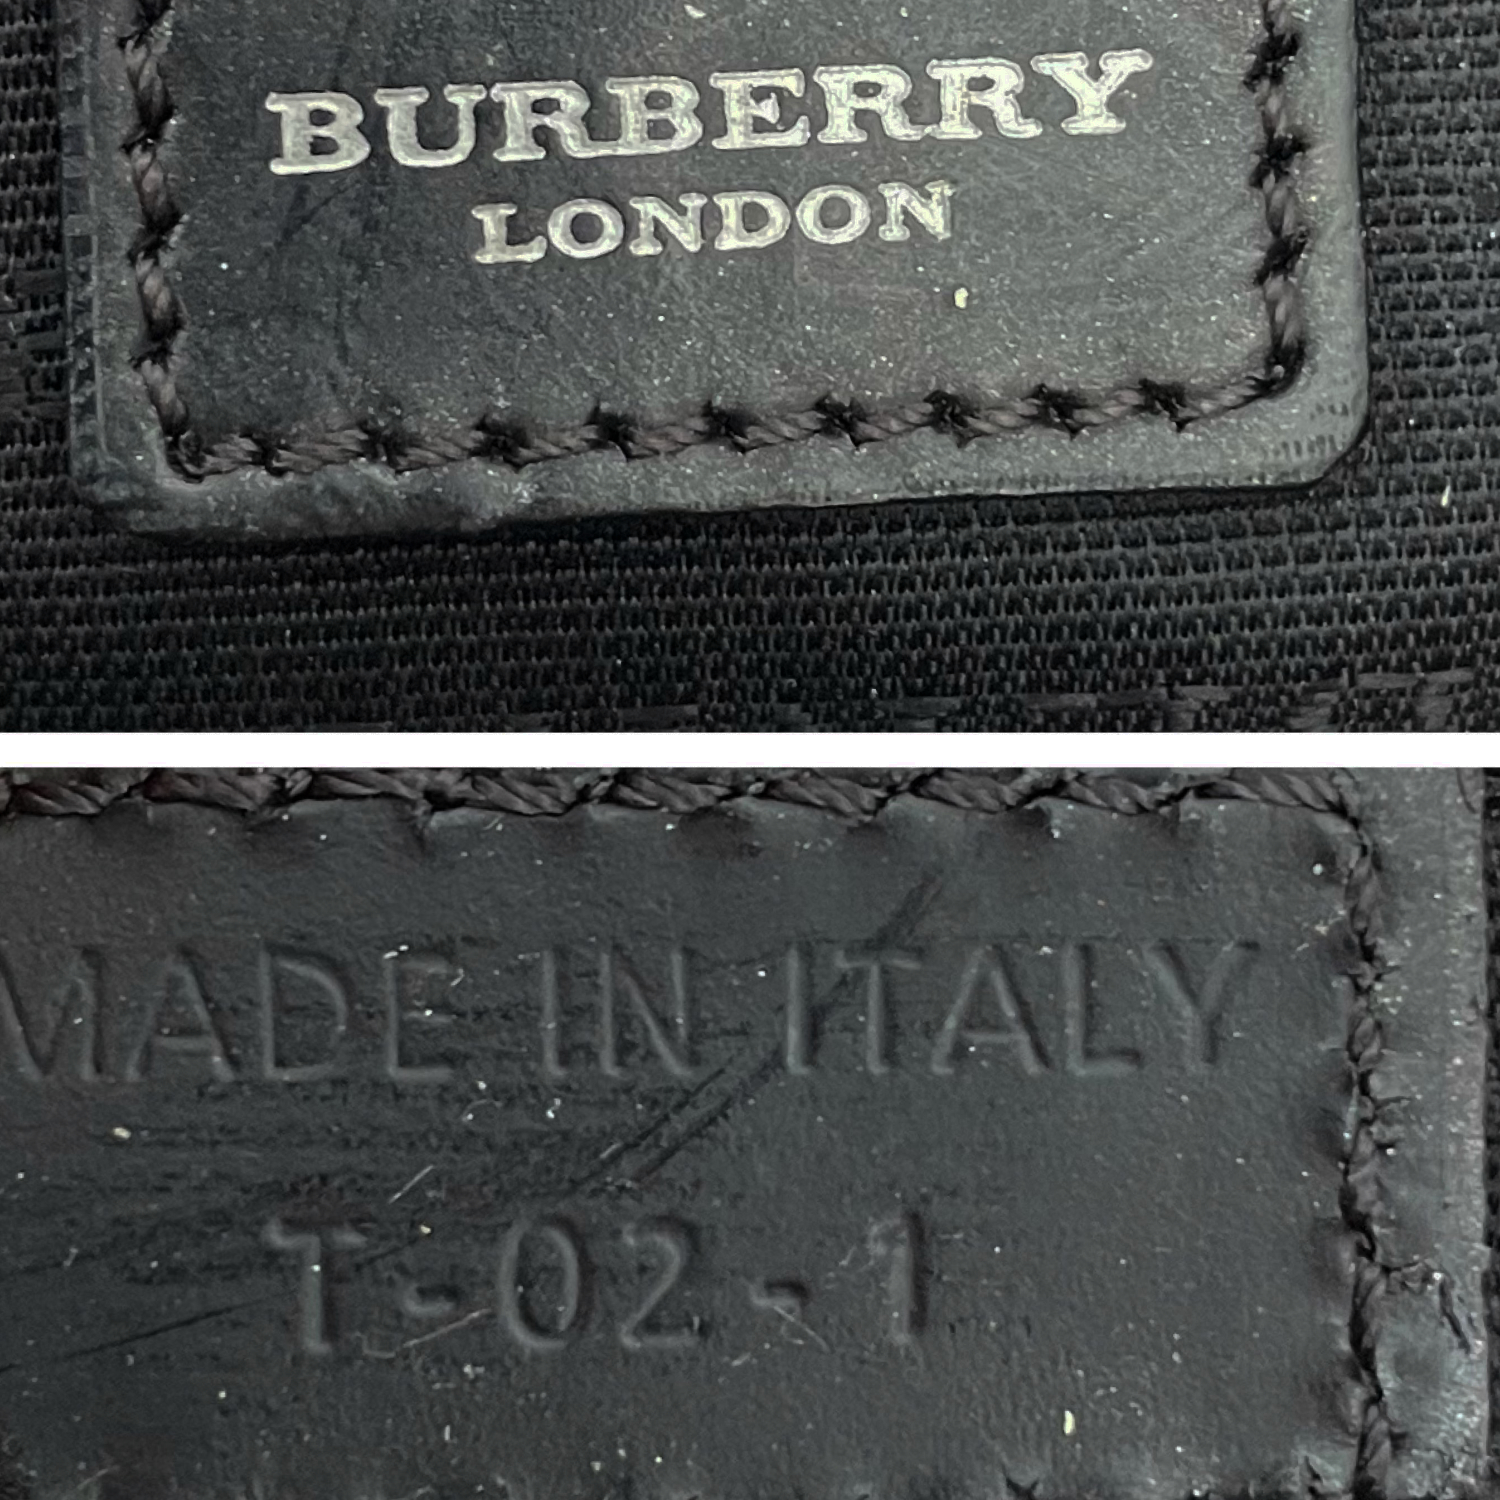 BURBERRY
LONDON
MADE IN ITALY
T-02-1